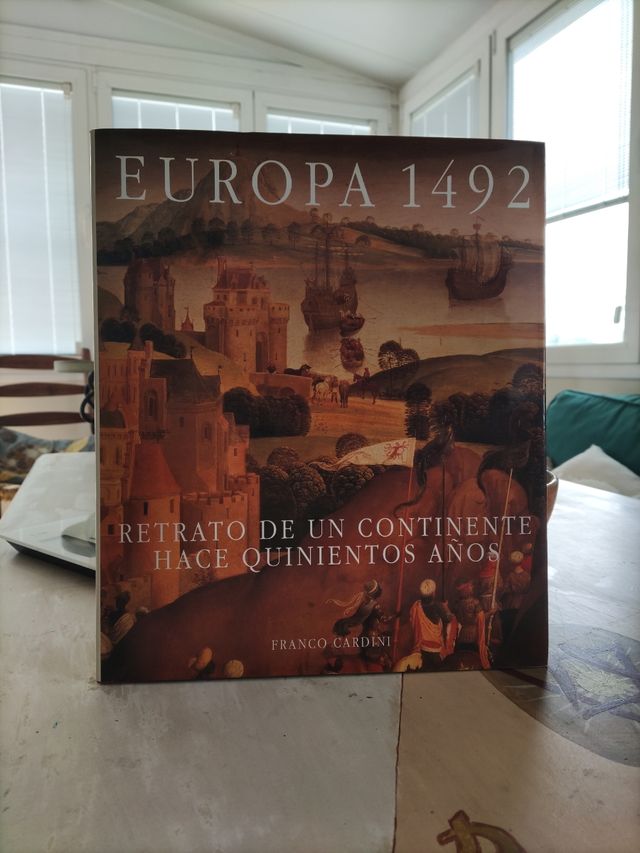 EUROPA 1492
RETRATO DE UN CONTINENTE
HACE QUINIENTOS AÑOS
FRANCO CARDINI